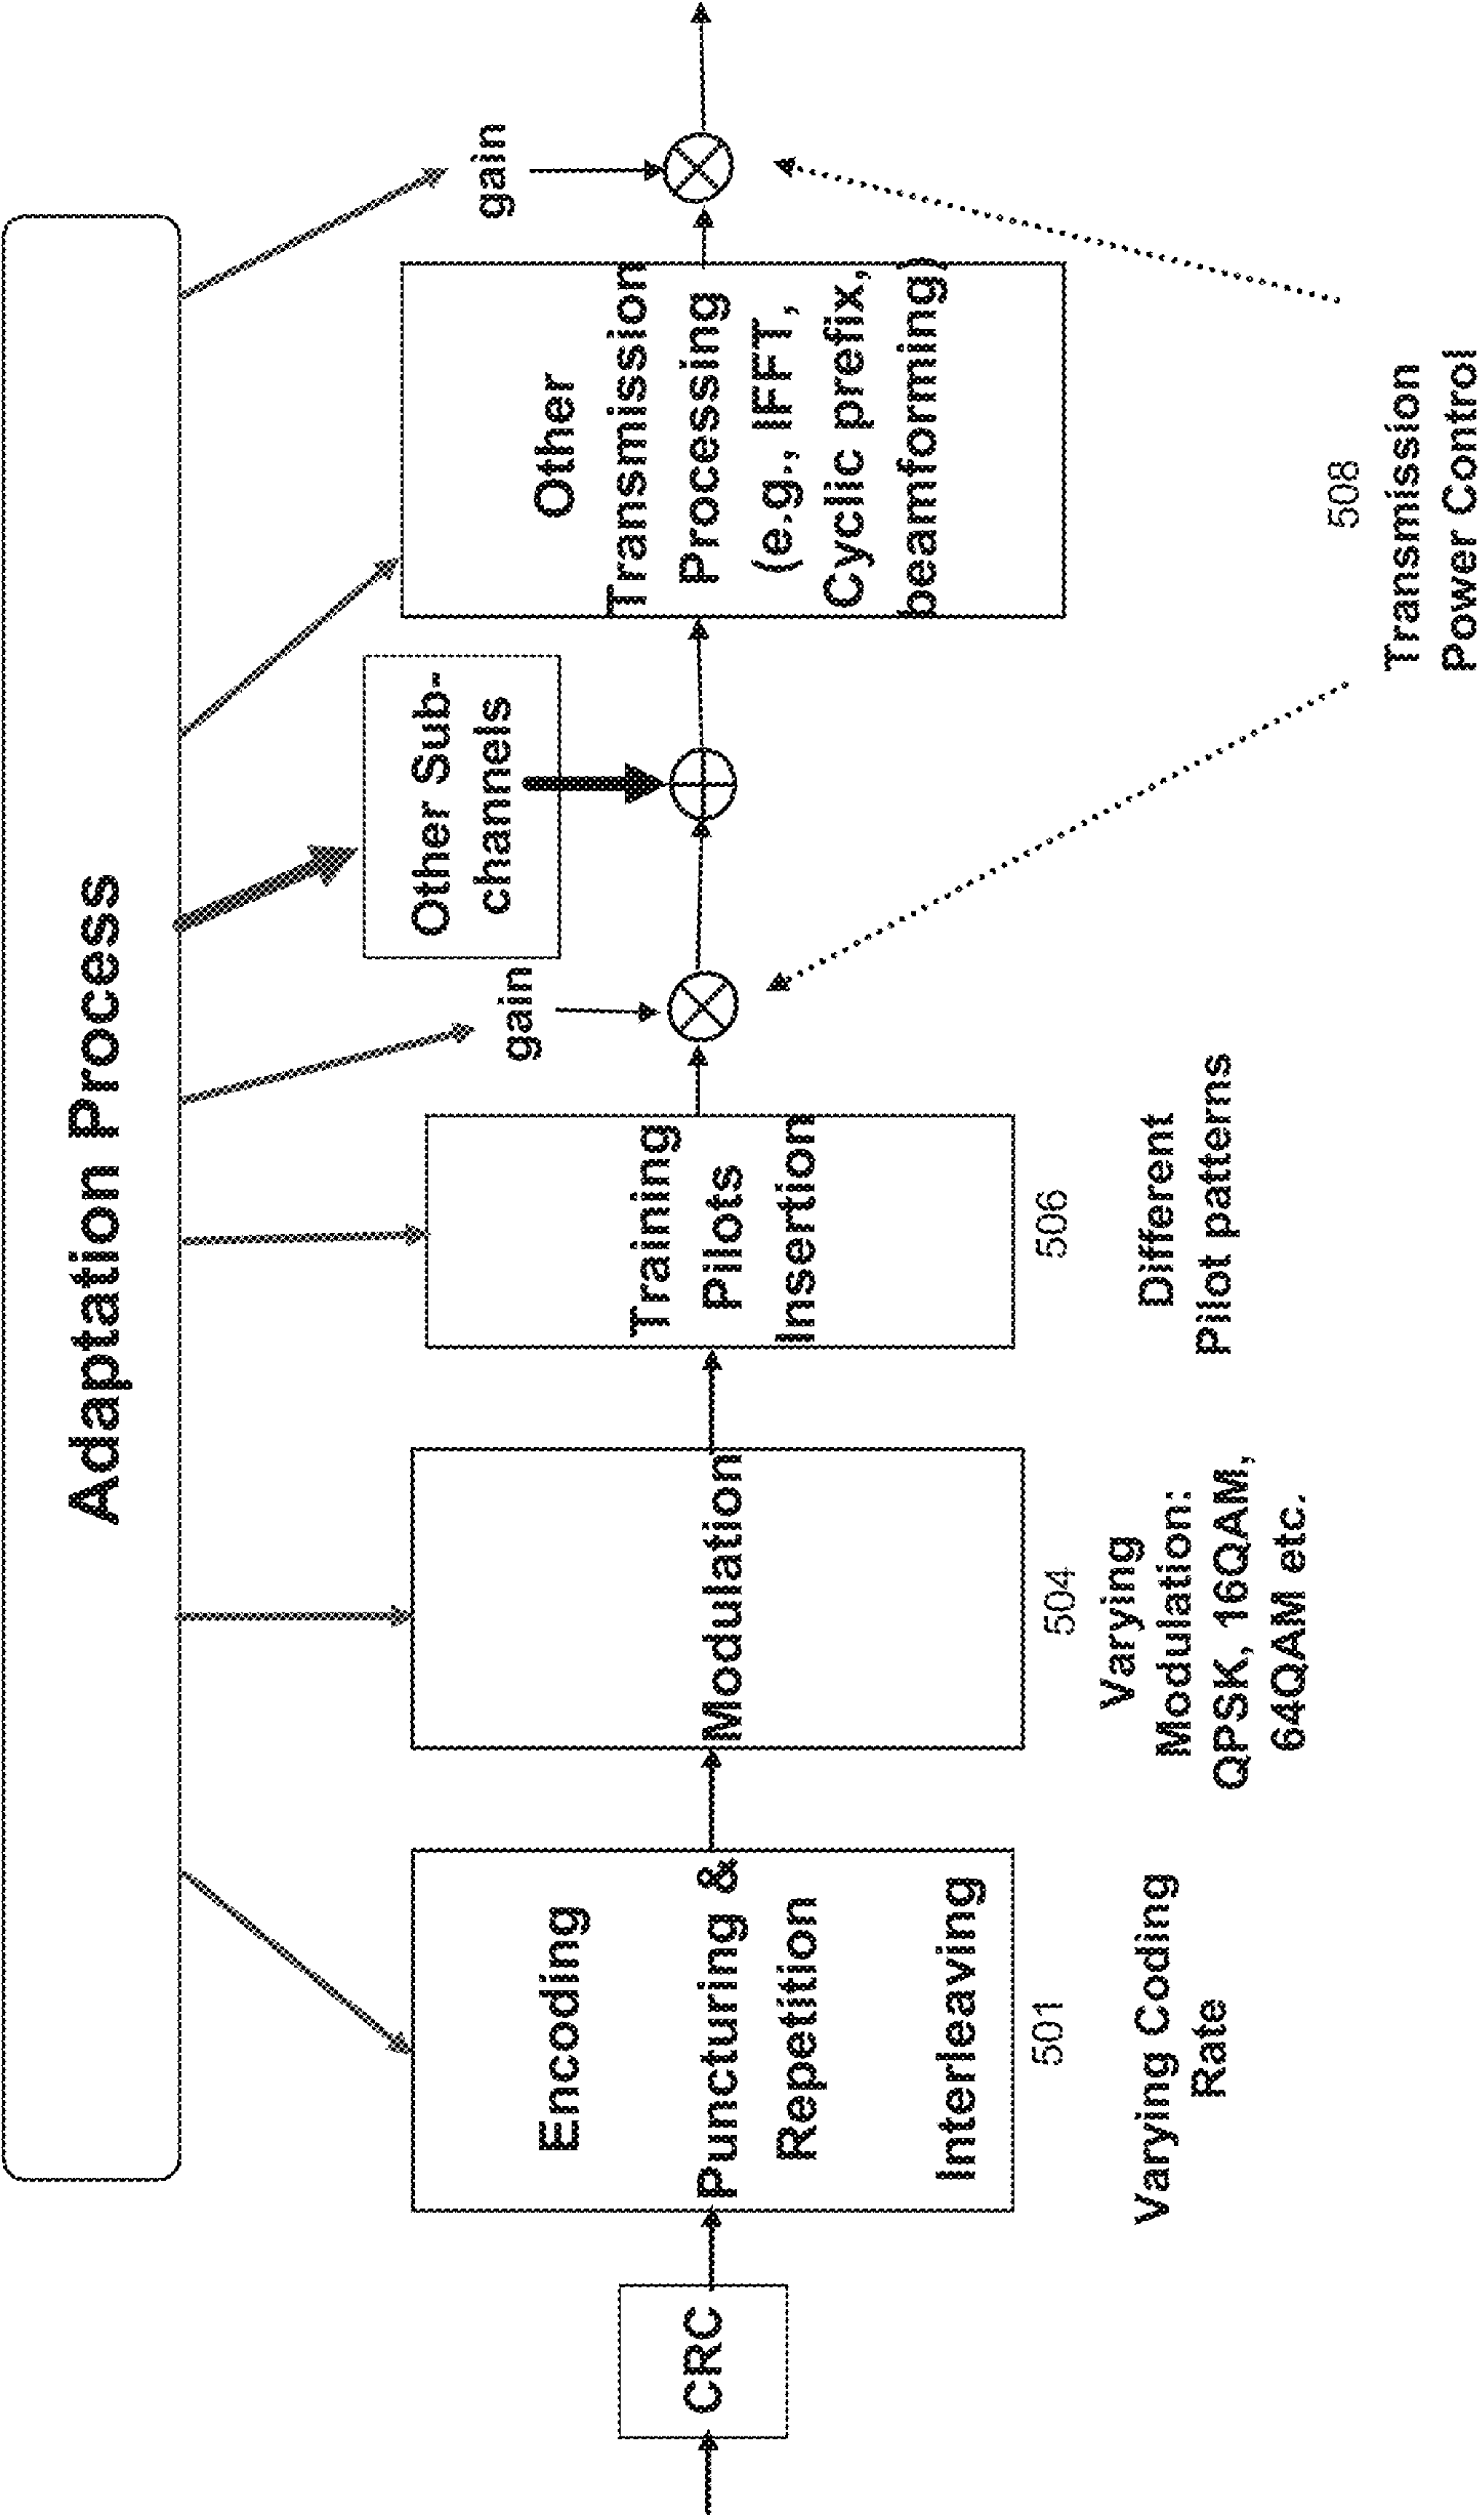 Adaptation Process
CRC
Encoding
Puncturing &
Repetition
Interleaving
501
Varying Coding
Rate
Modulation
504
Varying
Modulation:
QPSK, 16QAM,
64QAM etc.
Training
Pilots
Insertion
506
Different
Pilot patterns
gain
Other Sub-
channels
Other
Transmission
Processing
(e.g., IFFT,
Cyclic prefix,
beamforming)
gain
508
Transmission
Power Control